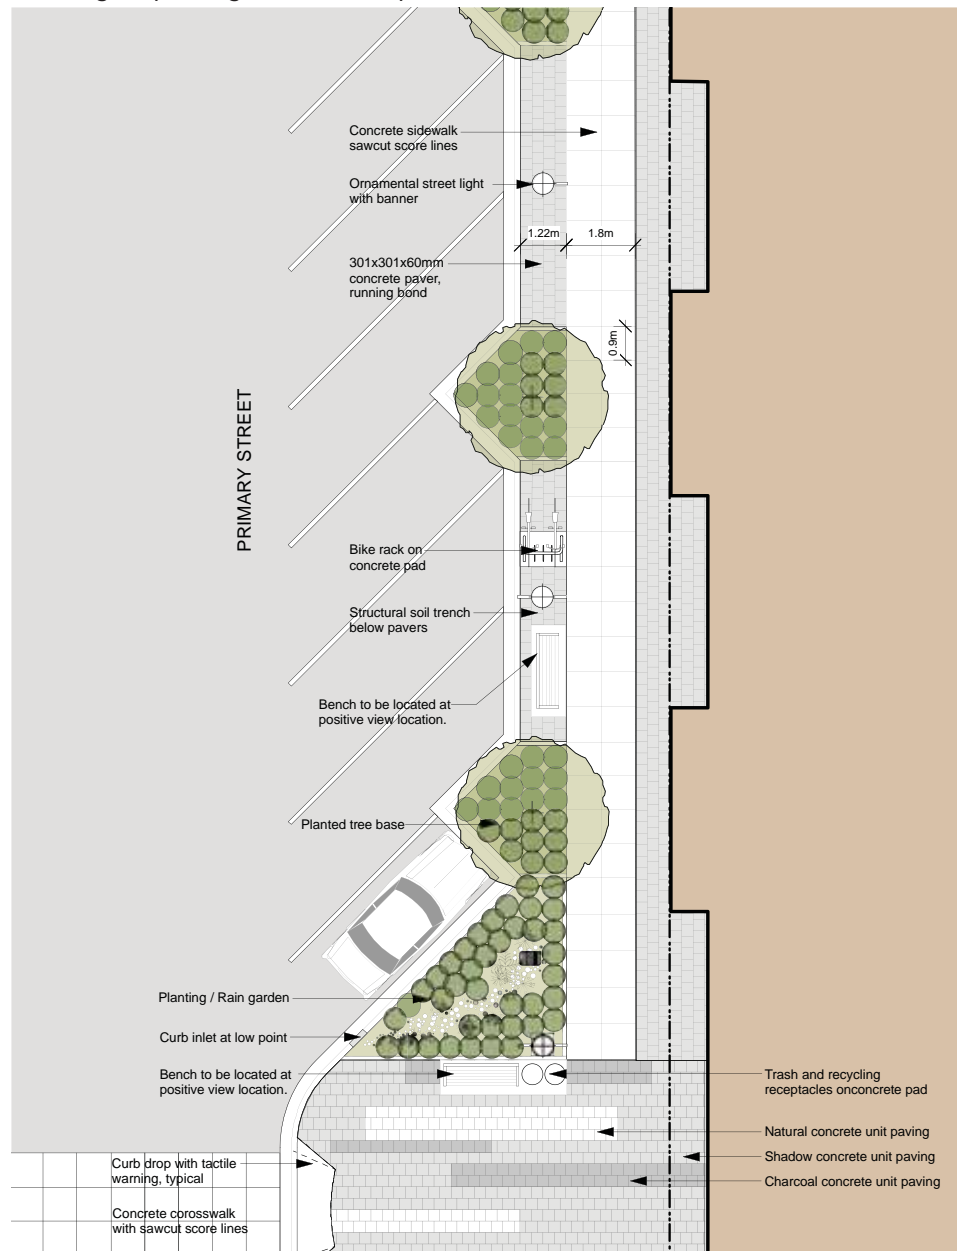 Concrete sidewalk
sawcut score lines
Ornamental street light
with banner
1.22m
1.8m
301x301x60mm
concrete paver,
running bond
0.9m
PRIMARY STREET
Bike rack on
concrete pad
Structural soil trench
below pavers
Bench to be located at
positive view location.
Planted tree base
Planting / Rain garden
Curb inlet at low point
Bench to be located at
positive view location.
Trash and recycling
receptacles onconcrete pad
Natural concrete unit paving
Shadow concrete unit paving
Charcoal concrete unit paving
Curb drop with tactile
warning, typical
Concrete corosswalk
with sawcut score lines